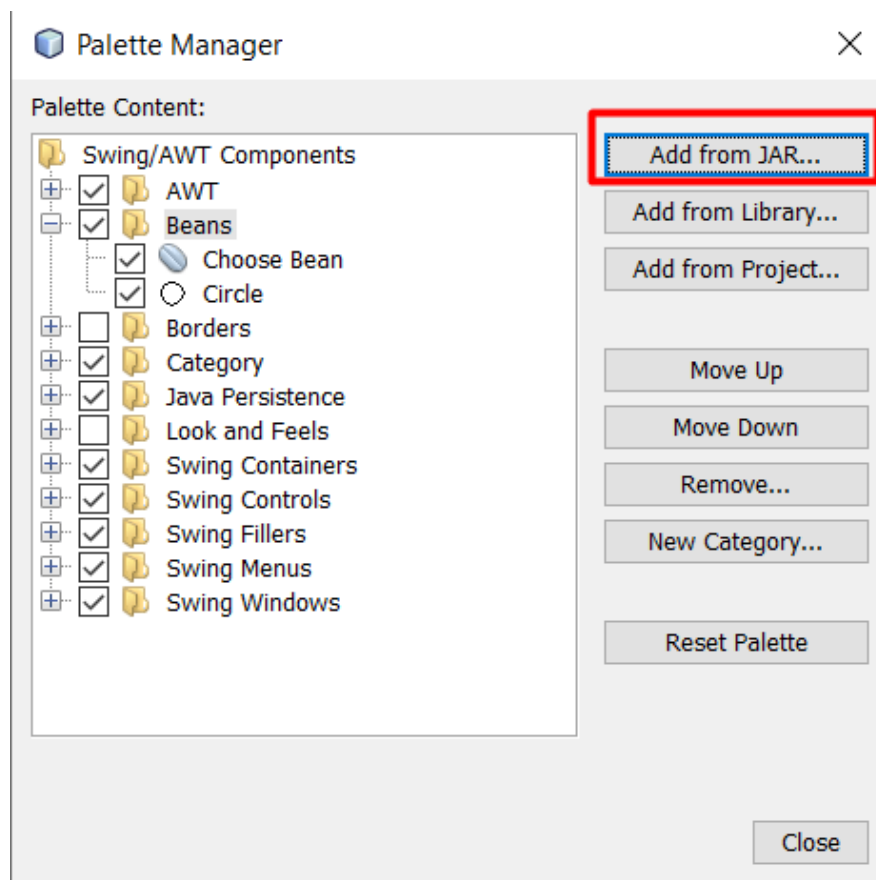 Palette Manager
Palette Content:
Swing/AWT Components
AWT
Beans
Choose Bean
Circle
Borders
Category
Java Persistence
Look and Feels
Swing Containers
Swing Controls
Swing Fillers
Swing Menus
Swing Windows
Add from JAR...
Add from Library...
Add from Project...
Move Up
Move Down
Remove...
New Category...
Reset Palette
Close